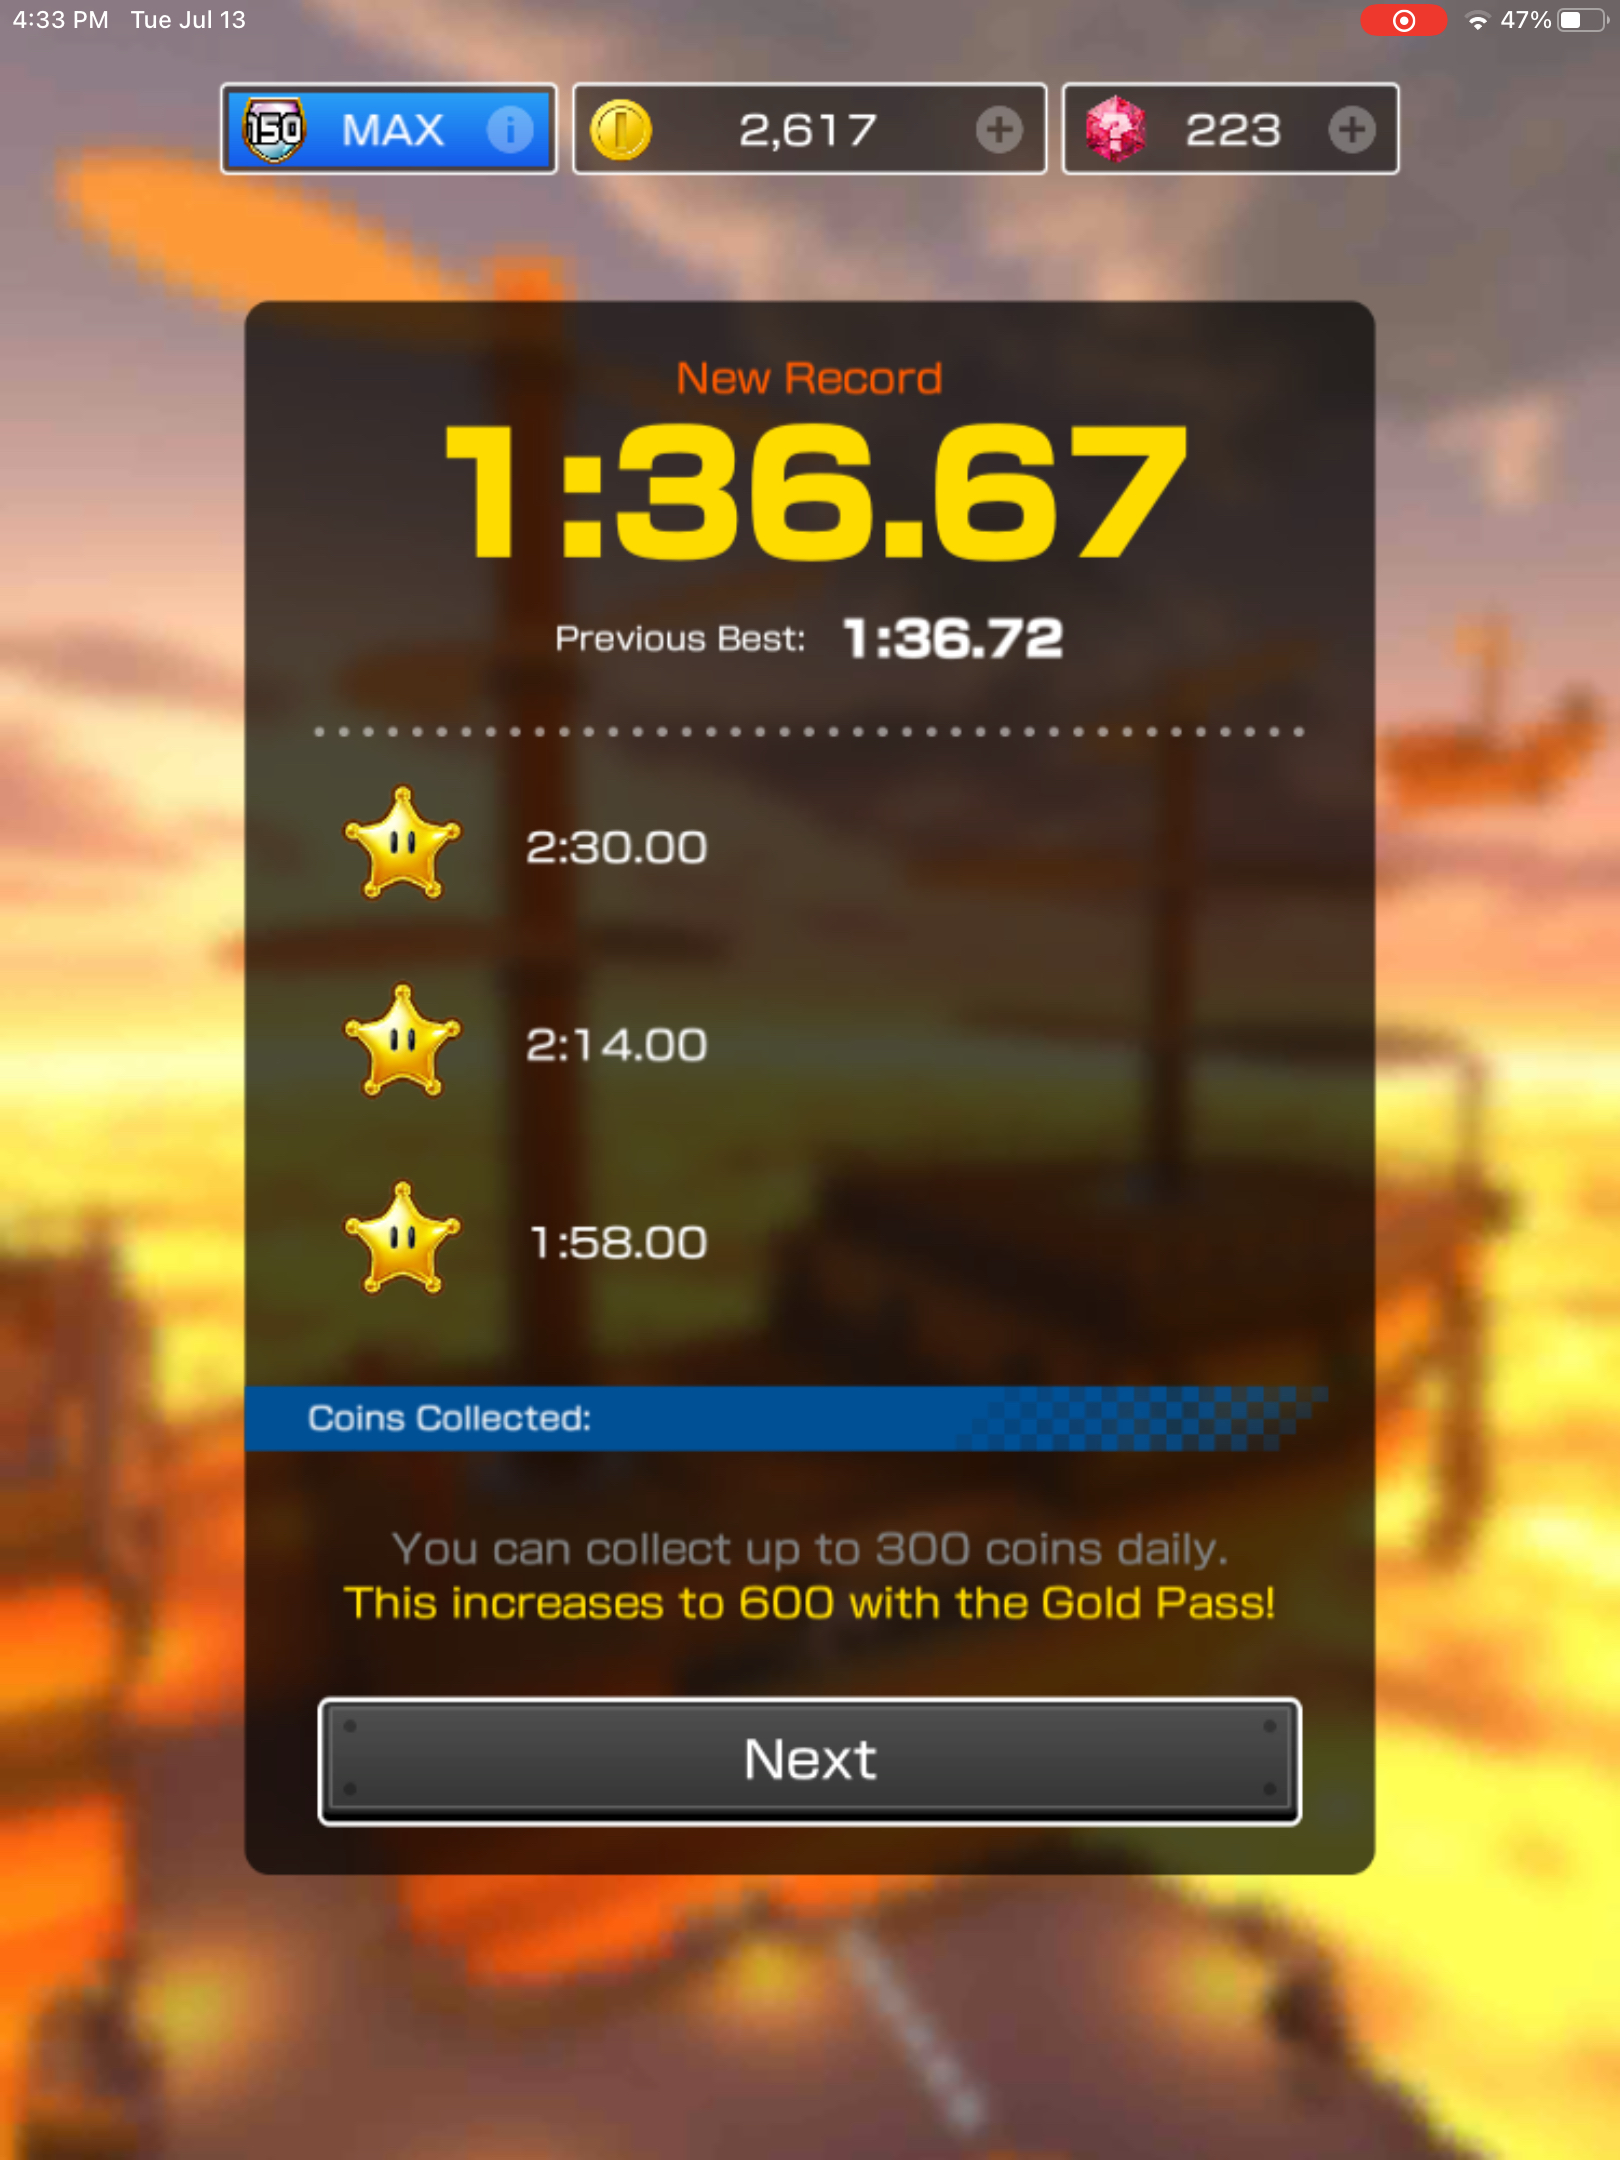 4:33 PM Tue Jul 13 47%
150 MAX i 2,617 + ? 223 +
New Record
1:36.67
Previous Best: 1:36.72
2:30.00
2:14.00
1:58.00
Coins Collected:
You can collect up to 300 coins daily.
This increases to 600 with the Gold Pass!
Next